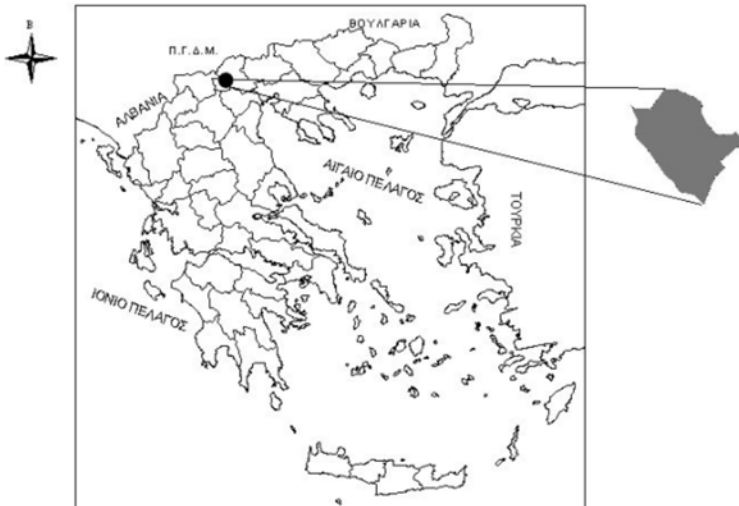 Β
ΒΟΥΛΓΑΡΙΑ
Π.Γ.Δ.Μ.
ΑΛΒΑΝΙΑ
ΑΙΓΑΙΟ ΠΕΛΑΓΟΣ
ΤΟΥΡΚΙΑ
ΙΟΝΙΟ ΠΕΛΑΓΟΣ